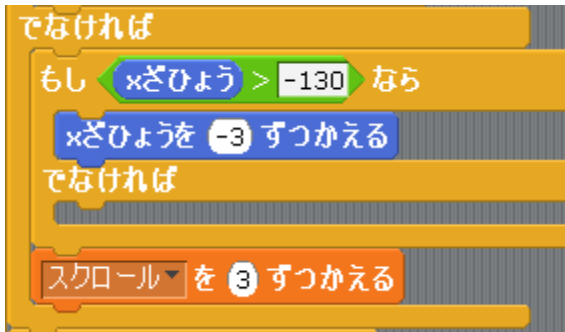 でなければ
もし xざひょう > -130 なら
xざひょうを -3 ずつかえる
でなければ
スクロール を 3 ずつかえる